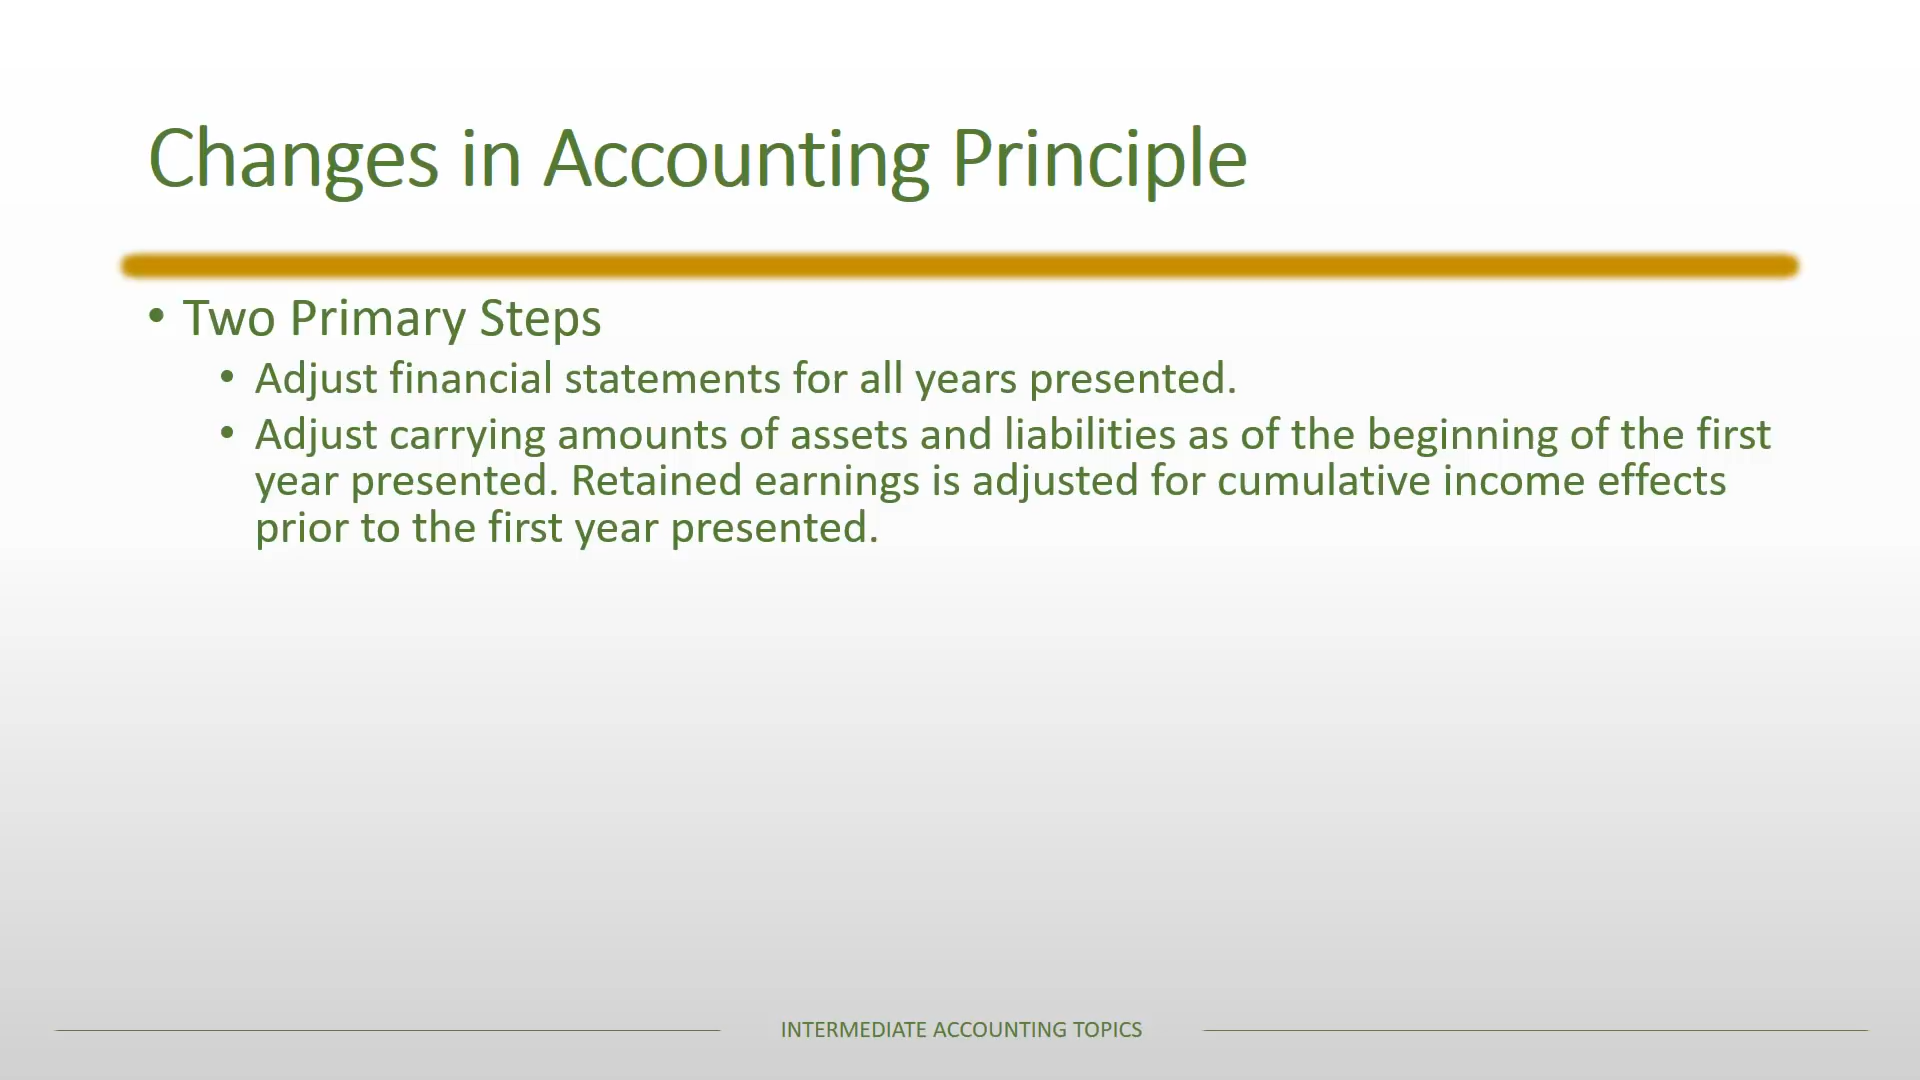 Changes in Accounting Principle
• Two Primary Steps
• Adjust financial statements for all years presented.
• Adjust carrying amounts of assets and liabilities as of the beginning of the first
year presented. Retained earnings is adjusted for cumulative income effects
prior to the first year presented.
INTERMEDIATE ACCOUNTING TOPICS